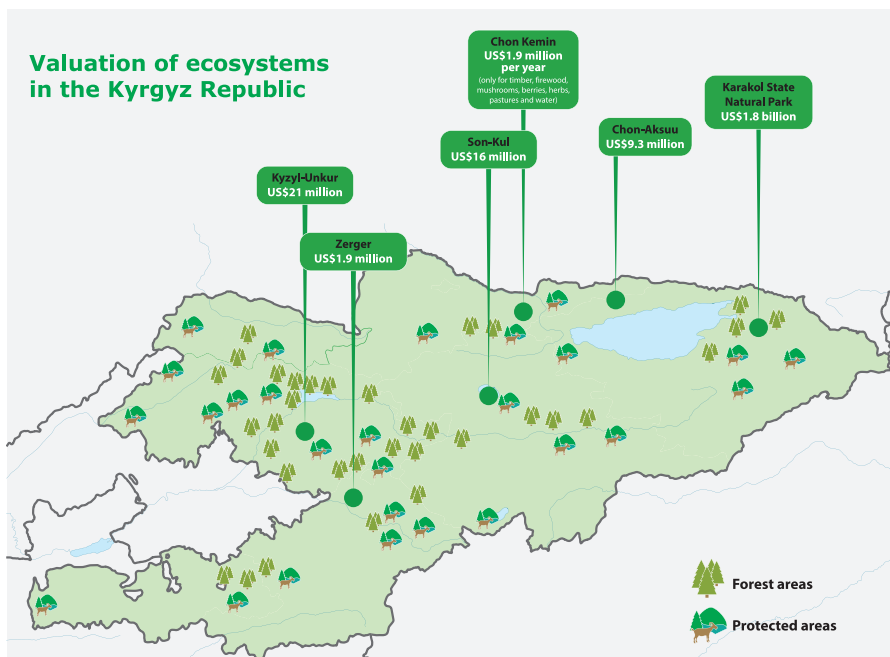 Valuation of ecosystems
in the Kyrgyz Republic
Chon Kemin
US$1.9 million
per year
(only for timber, firewood,
mushrooms, berries, herbs,
pastures and water)
Karakol State
Natural Park
US$1.8 billion
Chon-Aksuu
US$9.3 million
Son-Kul
US$16 million
Kyzyl-Unkur
US$21 million
Zerger
US$1.9 million
Forest areas
Protected areas